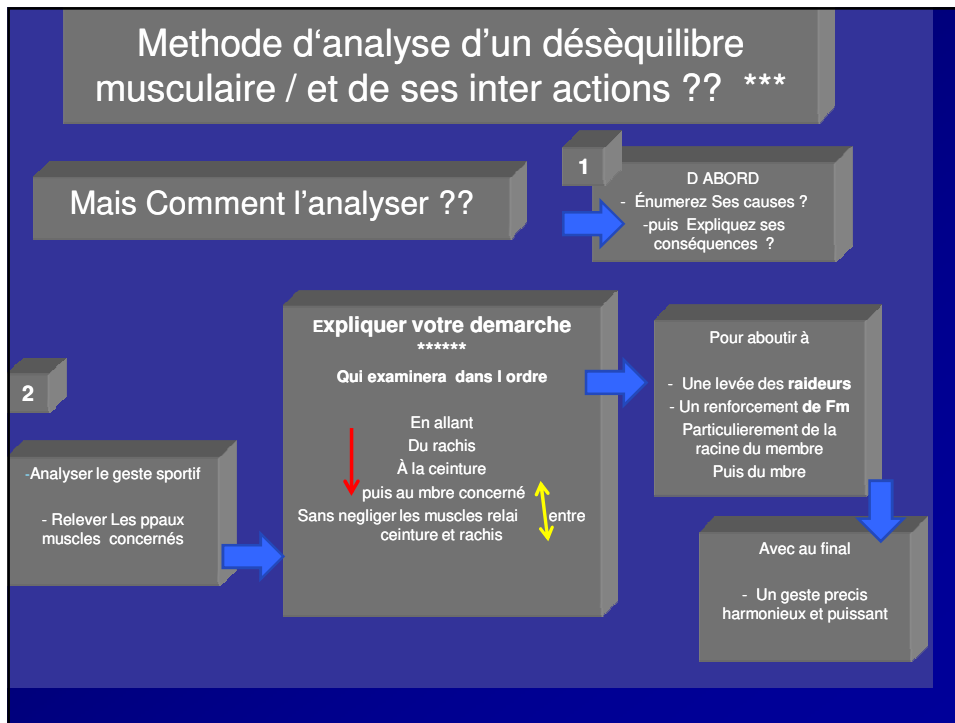 Methode d‘analyse d’un désèquilibre
musculaire / et de ses inter actions ?? ***
Mais Comment l’analyser ??
1
D ABORD
- Énumerez Ses causes ?
-puis Expliquez ses
conséquences ?
2
-Analyser le geste sportif
- Relever Les ppaux
muscles concernés
Expliquer votre demarche
******
Qui examinera dans l ordre
En allant
Du rachis
À la ceinture
puis au mbre concerné
Sans negliger les muscles relai entre
ceinture et rachis
Pour aboutir à
- Une levée des raideurs
- Un renforcement de Fm
Particulierement de la
racine du membre
Puis du mbre
Avec au final
- Un geste precis
harmonieux et puissant